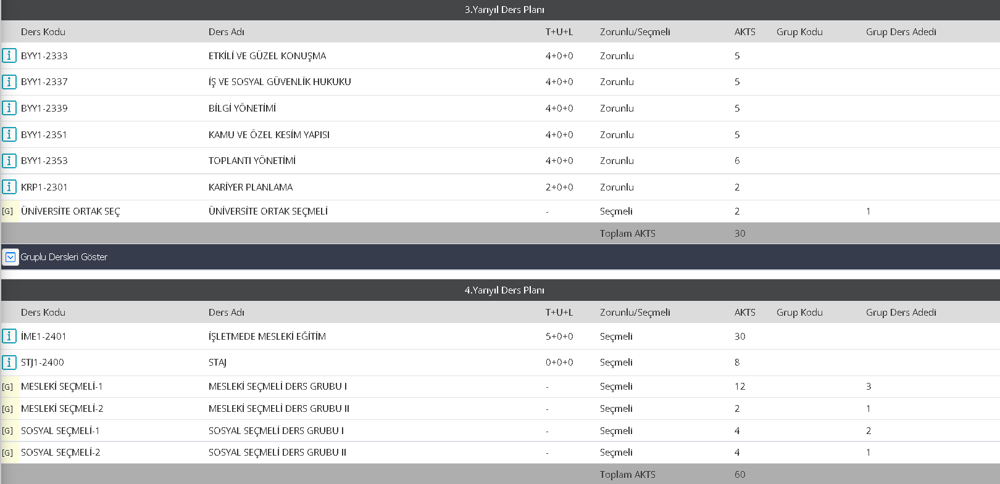 3.Yarıyıl Ders Planı
Ders Kodu Ders Adı T+U+L Zorunlu/Seçmeli AKTS Grup Kodu Grup Ders Adedi
i BYY1-2333 ETKİLİ VE GÜZEL KONUŞMA 4+0+0 Zorunlu 5
i BYY1-2337 İŞ VE SOSYAL GÜVENLİK HUKUKU 4+0+0 Zorunlu 5
i BYY1-2339 BİLGİ YÖNETİMİ 4+0+0 Zorunlu 5
i BYY1-2351 KAMU VE ÖZEL KESİM YAPISI 4+0+0 Zorunlu 5
i BYY1-2353 TOPLANTI YÖNETİMİ 4+0+0 Zorunlu 6
i KRP1-2301 KARİYER PLANLAMA 2+0+0 Zorunlu 2
[G] ÜNİVERSİTE ORTAK SEÇ ÜNİVERSİTE ORTAK SEÇMELİ - Seçmeli 2 1
Toplam AKTS 30
Gruplu Dersleri Göster
4.Yarıyıl Ders Planı
Ders Kodu Ders Adı T+U+L Zorunlu/Seçmeli AKTS Grup Kodu Grup Ders Adedi
i İME1-2401 İŞLETMEDE MESLEKİ EĞİTİM 5+0+0 Seçmeli 30
i STJ1-2400 STAJ 0+0+0 Seçmeli 8
[G] MESLEKİ SEÇMELİ-1 MESLEKİ SEÇMELİ DERS GRUBU I - Seçmeli 12 3
[G] MESLEKİ SEÇMELİ-2 MESLEKİ SEÇMELİ DERS GRUBU II - Seçmeli 2 1
[G] SOSYAL SEÇMELİ-1 SOSYAL SEÇMELİ DERS GRUBU I - Seçmeli 4 2
[G] SOSYAL SEÇMELİ-2 SOSYAL SEÇMELİ DERS GRUBU II - Seçmeli 4 1
Toplam AKTS 60